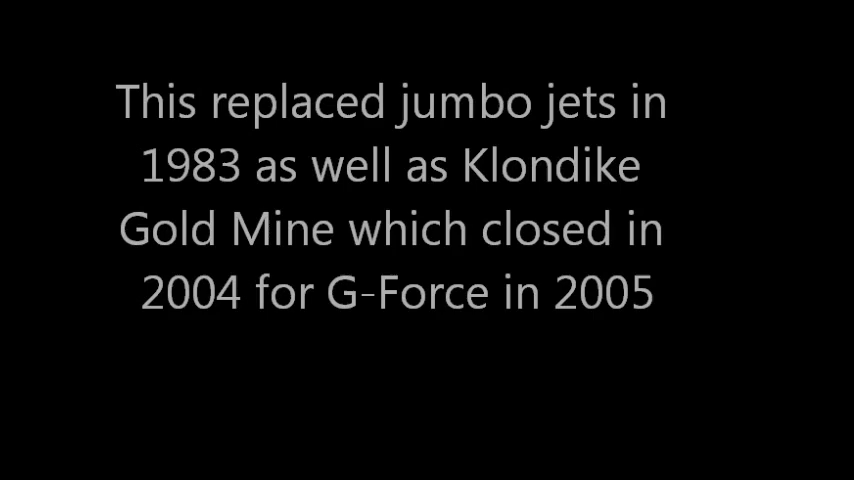 This replaced jumbo jets in
1983 as well as Klondike
Gold Mine which closed in
2004 for G-Force in 2005